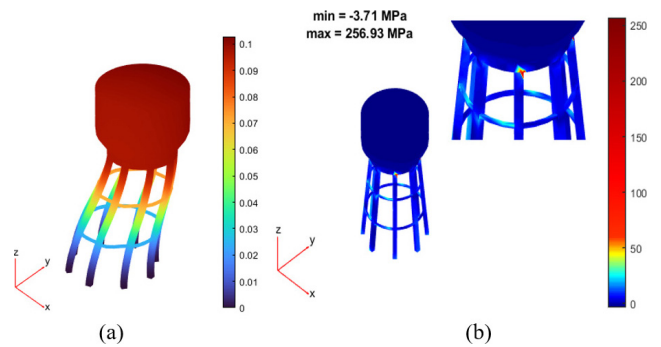 min = -3.71 MPa
max = 256.93 MPa
0.1
0.09
0.08
0.07
0.06
0.05
0.04
0.03
0.02
0.01
0
z
y
x
z
y
x
250
200
150
100
50
0
(a)
(b)